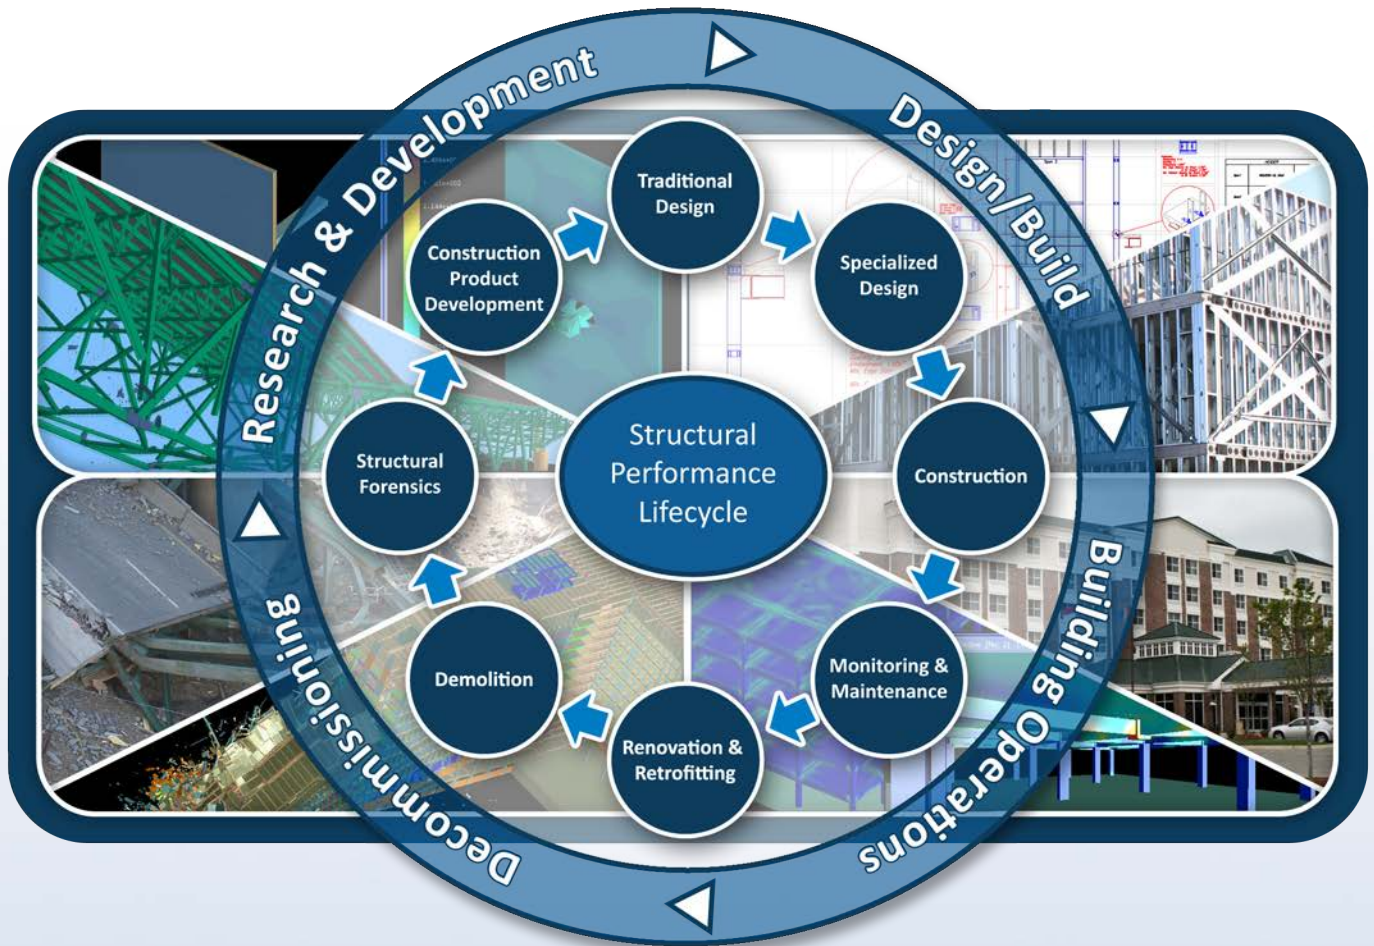 Research & Development
Design/Build
Building Operations
Decommissioning
Traditional
Design
Specialized
Design
Construction
Monitoring &
Maintenance
Renovation &
Retrofitting
Demolition
Structural
Forensics
Construction
Product
Development
Structural
Performance
Lifecycle